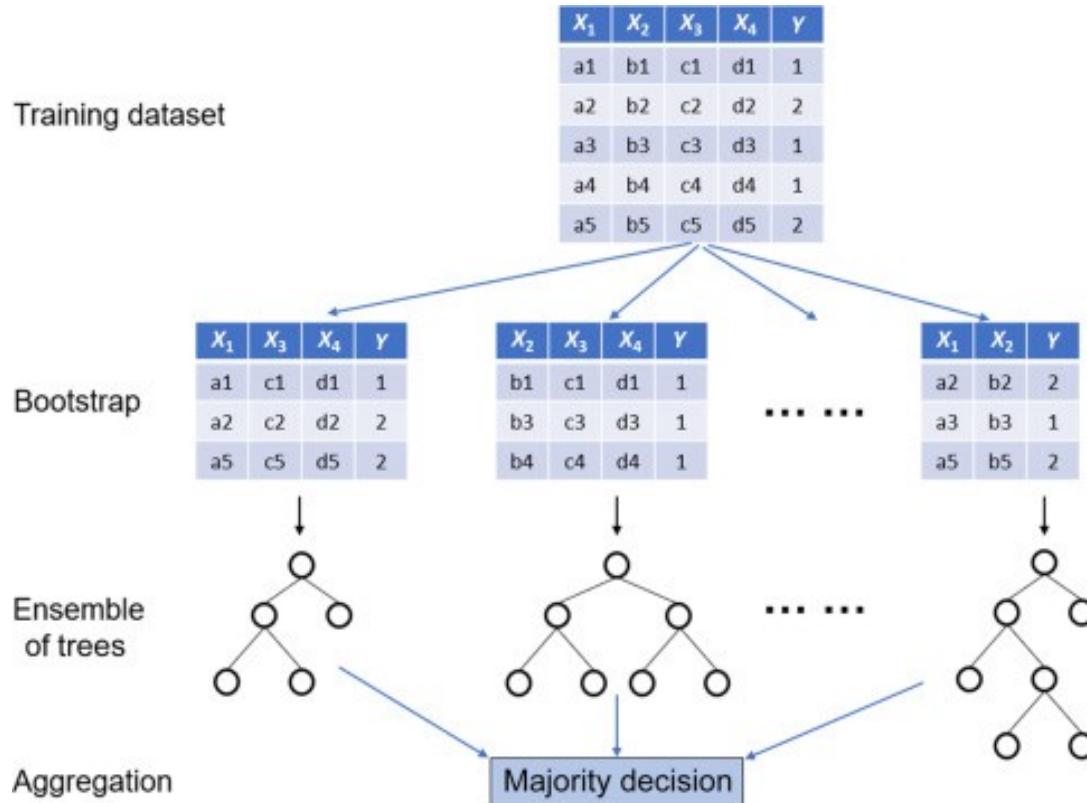 X1 X2 X3 X4 Y
a1 b1 c1 d1 1
a2 b2 c2 d2 2
a3 b3 c3 d3 1
a4 b4 c4 d4 1
a5 b5 c5 d5 2
Training dataset
X1 X3 X4 Y
a1 c1 d1 1
a2 c2 d2 2
a5 c5 d5 2
X2 X3 X4 Y
b1 c1 d1 1
b3 c3 d3 1
b4 c4 d4 1
... ...
X1 X2 Y
a2 b2 2
a3 b3 1
a5 b5 2
Bootstrap
Ensemble
of trees
... ...
Aggregation
Majority decision